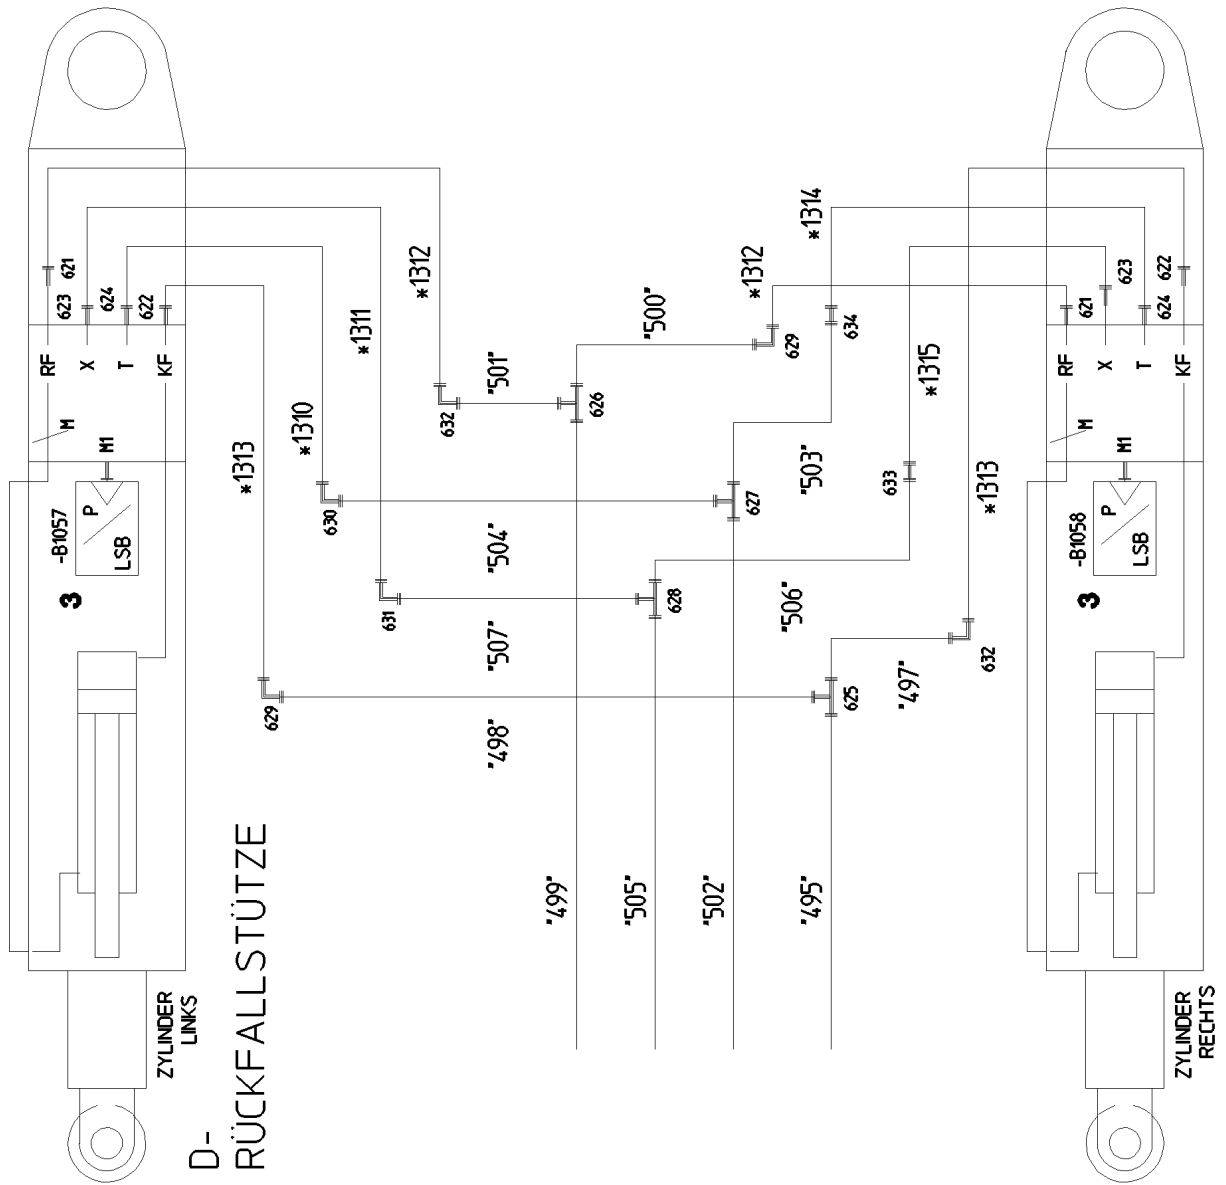 D-
RÜCKFALLSTÜTZE
ZYLINDER
LINKS
RF
X
T
KF
M
M1
621
623
624
622
-B1057
P
LSB
3
*1313
*1310
*1311
*1312
629
630
631
632
"501"
"504"
"507"
"498"
626
627
628
625
"500"
"503"
"506"
"497"
"499"
"505"
"502"
"495"
*1312
*1314
*1315
*1313
629
634
633
632
ZYLINDER
RECHTS
RF
X
T
KF
M
M1
621
623
624
622
-B1058
P
LSB
3